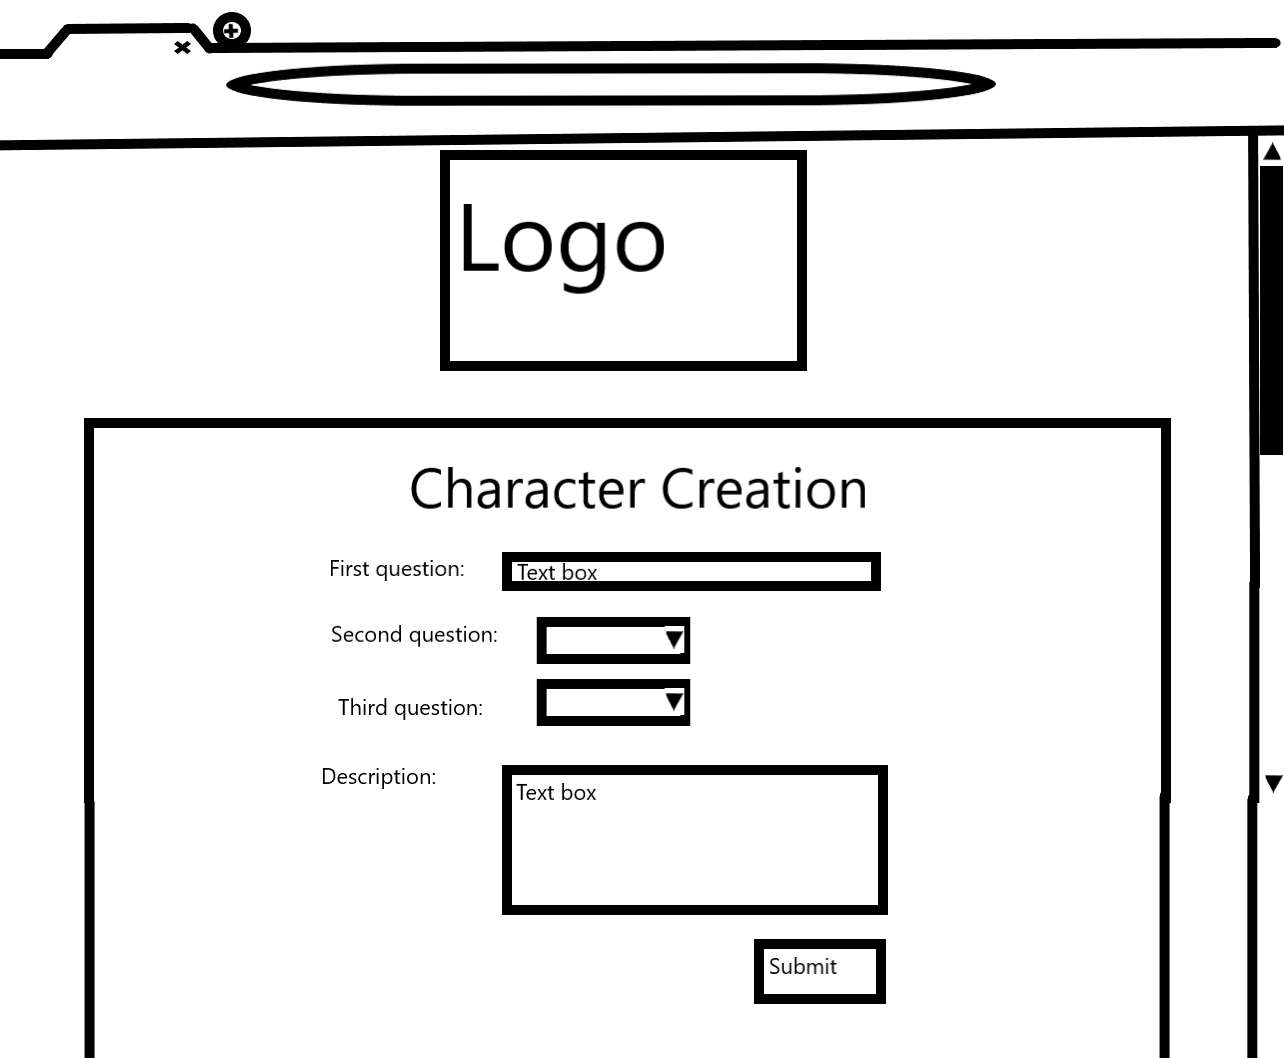 Logo
Character Creation
First question:
Text box
Second question:
Third question:
Description:
Text box
Submit